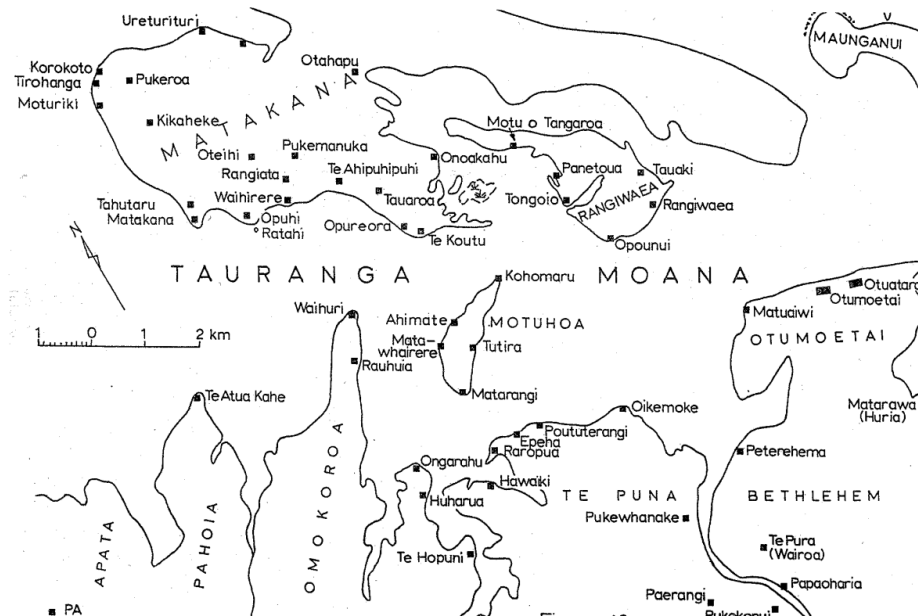 Ureturituri
V
MAUNGANUI
Korokoto
Tirohanga
Pukeroa
Otahapu
Moturiki
Kikaheke
MATAKANA
Motu o Tangaroa
Pukemanuka
Oteihi
Onoakahu
Rangiata
Te Ahipuhipuhi
Panetoua
Tauaki
Waihirere
Tauaroa
Tongoio
RANGIWAEA
Rangiwaea
Tahutaru
Matakana
Opuhi
Ratahi
Opureora
Te Koutu
Opounui
N
TAURANGA MOANA
Kohomaru
Otuatara
Otumoetai
Matuaiwi
OTUMOETAI
Waihuri
Ahimate
MOTUHOA
Mata-
whairere
Tutira
Rauhuia
1 0 2 km
Te Atua Kahe
Matarangi
Oikemoke
Matarawa
(Huria)
Poututerangi
Epeha
Raropua
Peterehema
Ongarahu
Hawaiki
Huharua
TE PUNA
BETHLEHEM
Pukewhanake
OMOKOROA
PAHOIA
APATA
Te Hopuni
Te Pura
(Wairoa)
Papaoharia
Paerangi
PA